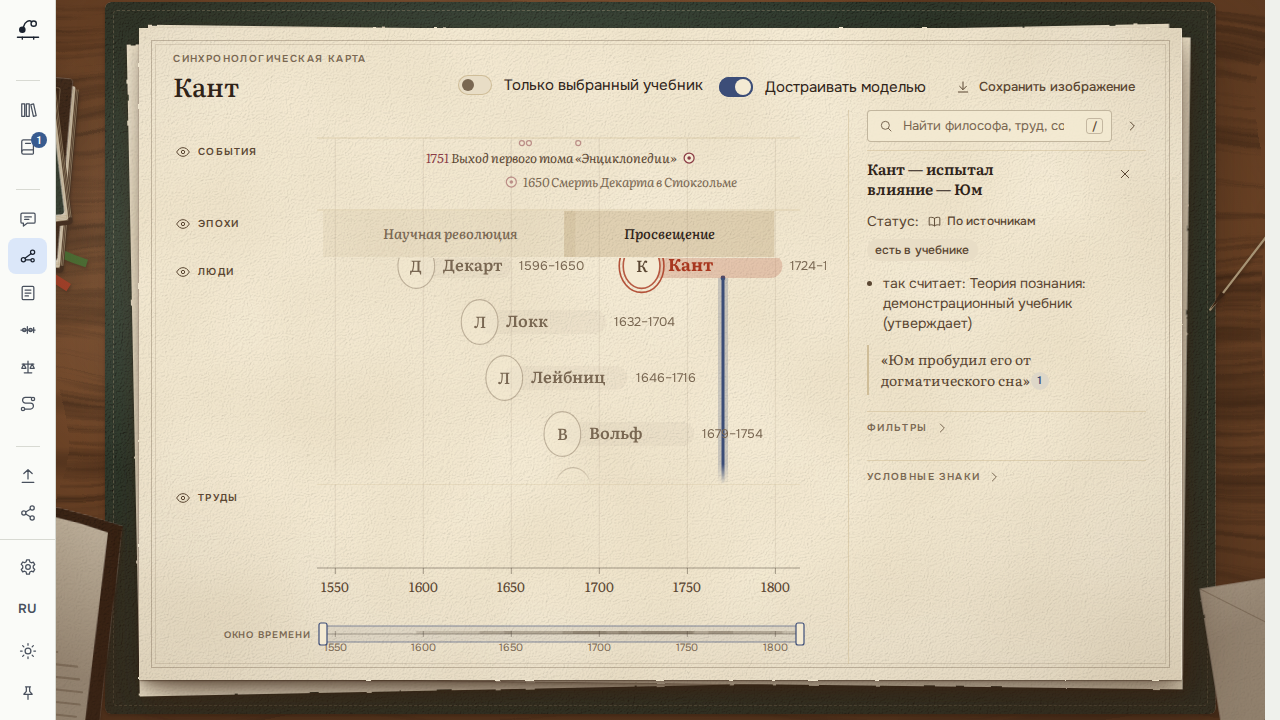 СИНХРОНОЛОГИЧЕСКАЯ КАРТА
Кант
Только выбранный учебник
Достраивать моделью
Сохранить изображение
1
СОБЫТИЯ
1751 Выход первого тома «Энциклопедии»
1650 Смерть Декарта в Стокгольме
ЭПОХИ
Научная революция
Просвещение
ЛЮДИ
Д Декарт 1596–1650
К Кант 1724–1
Л Локк 1632–1704
Л Лейбниц 1646–1716
В Вольф 1679–1754
ТРУДЫ
1550 1600 1650 1700 1750 1800
ОКНО ВРЕМЕНИ
1550 1600 1650 1700 1750 1800
Найти философа, труд, со /
Кант — испытал
влияние — Юм
Статус: По источникам
есть в учебнике
так считает: Теория познания:
демонстрационный учебник
(утверждает)
«Юм пробудил его от
догматического сна» 1
ФИЛЬТРЫ
УСЛОВНЫЕ ЗНАКИ
RU